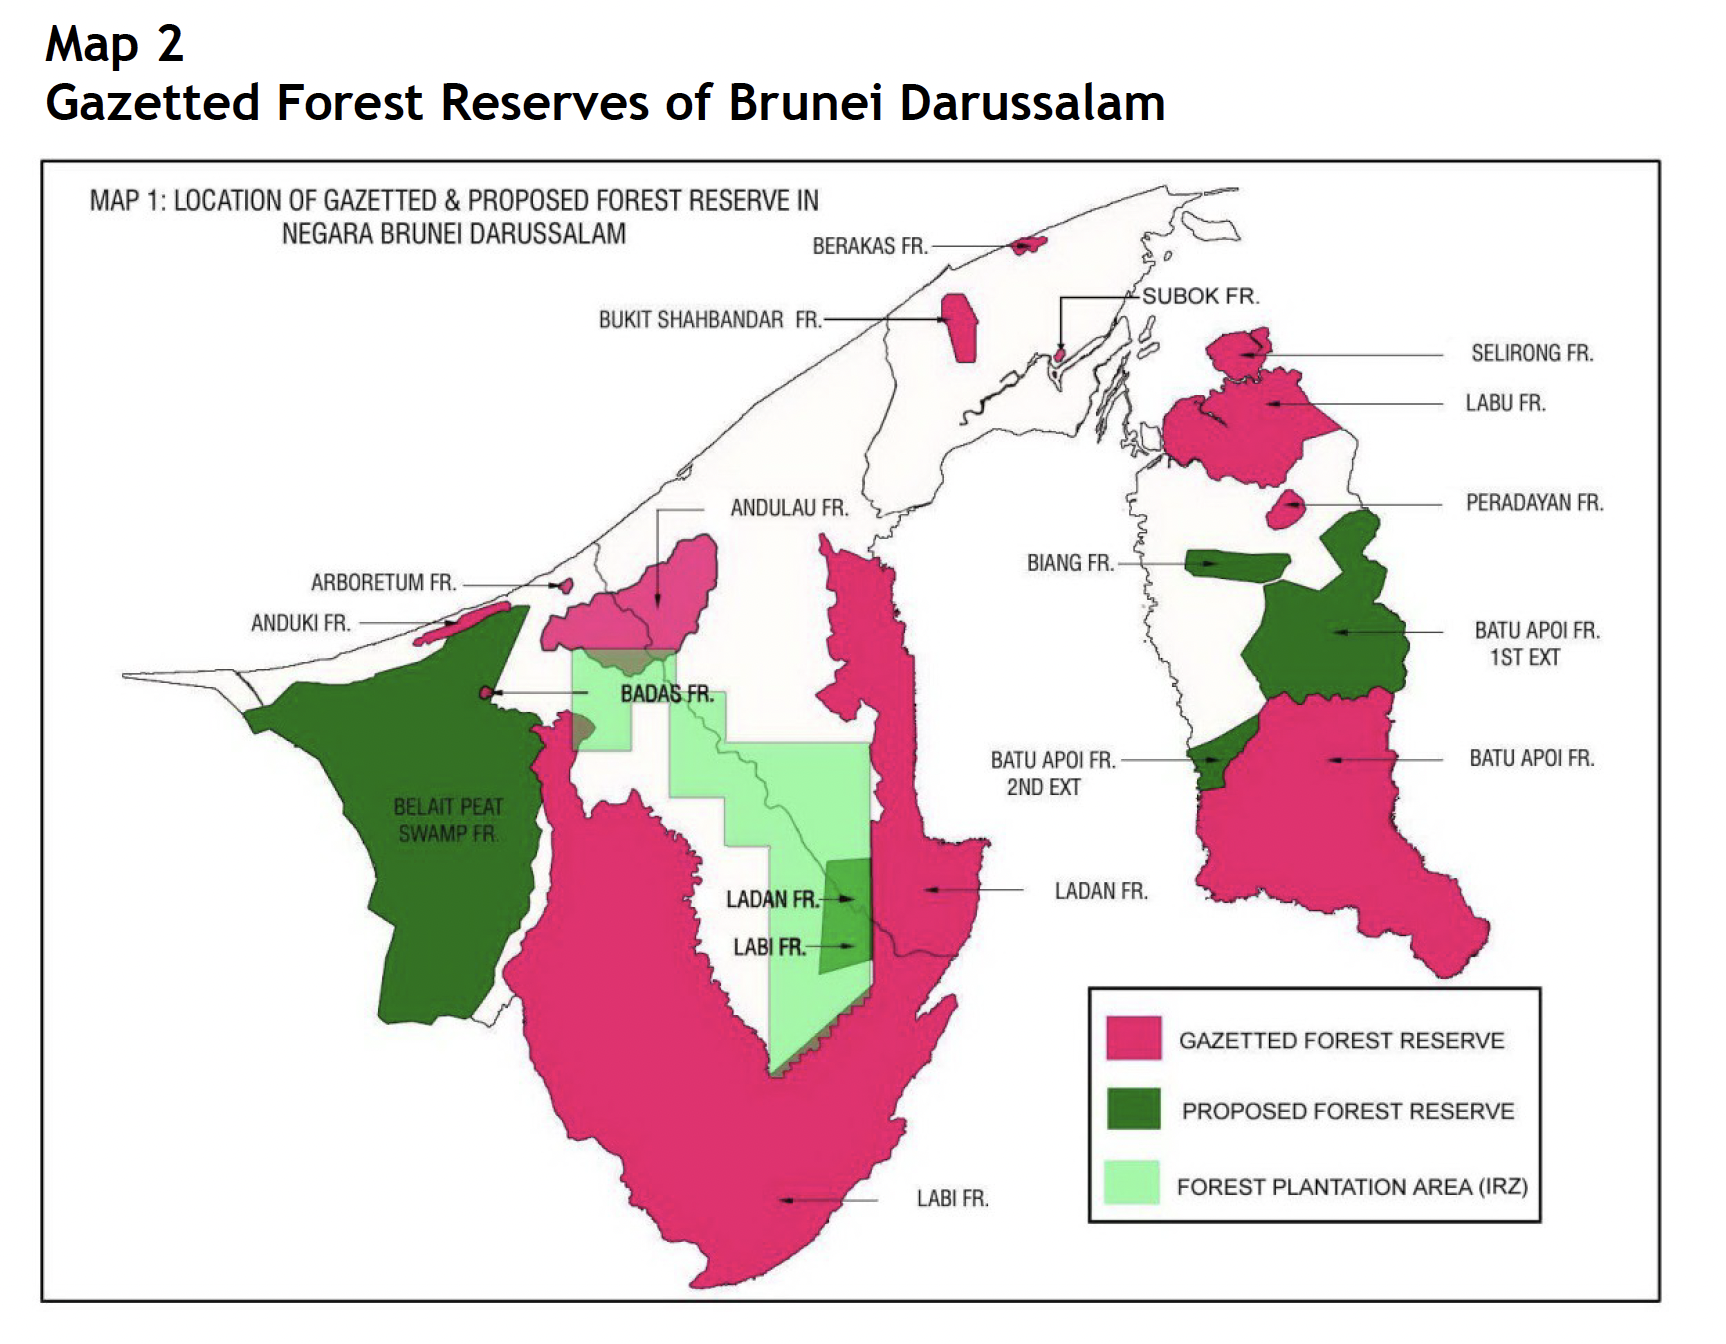 Map 2
Gazetted Forest Reserves of Brunei Darussalam
MAP 1: LOCATION OF GAZETTED & PROPOSED FOREST RESERVE IN
NEGARA BRUNEI DARUSSALAM
BERAKAS FR.
SUBOK FR.
BUKIT SHAHBANDAR FR.
SELIRONG FR.
LABU FR.
PERADAYAN FR.
ANDULAU FR.
BIANG FR.
ARBORETUM FR.
ANDUKI FR.
BATU APOI FR.
1ST EXT
BADAS FR.
BATU APOI FR.
2ND EXT
BATU APOI FR.
BELAIT PEAT
SWAMP FR.
LADAN FR.
LADAN FR.
LABI FR.
GAZETTED FOREST RESERVE
PROPOSED FOREST RESERVE
FOREST PLANTATION AREA (IRZ)
LABI FR.